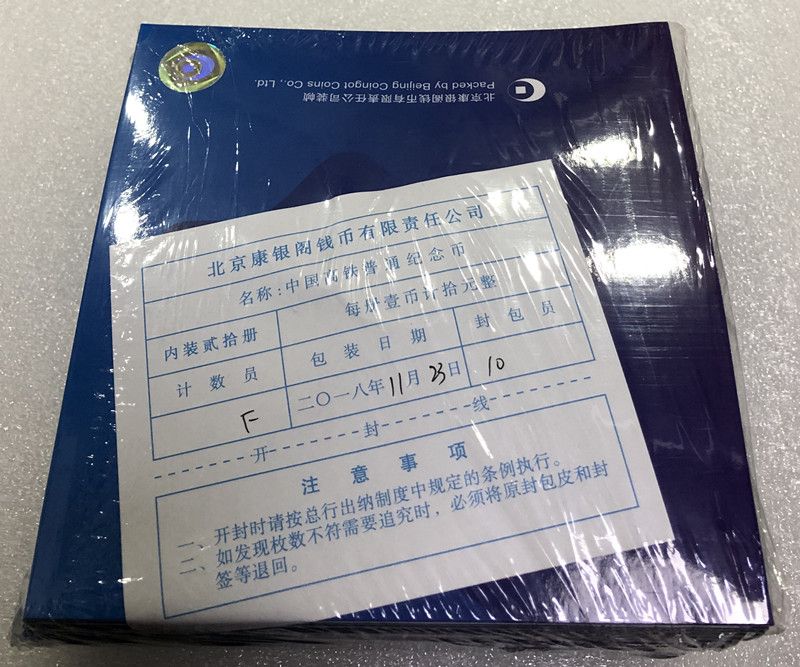 北京康银阁钱币有限责任公司装帧
Packed by Beijing Coingot Coins Co., Ltd.
北京康银阁钱币有限责任公司
名称:中国高铁普通纪念币
内装贰拾册
每册壹币计拾元整
计数员
包装日期
封包员
F
二〇一八年11月23日
10
开封线
注意事项
一、开封时请按总行出纳制度中规定的条例执行。
二、如发现枚数不符需要追究时，必须将原封包皮和封
签等退回。